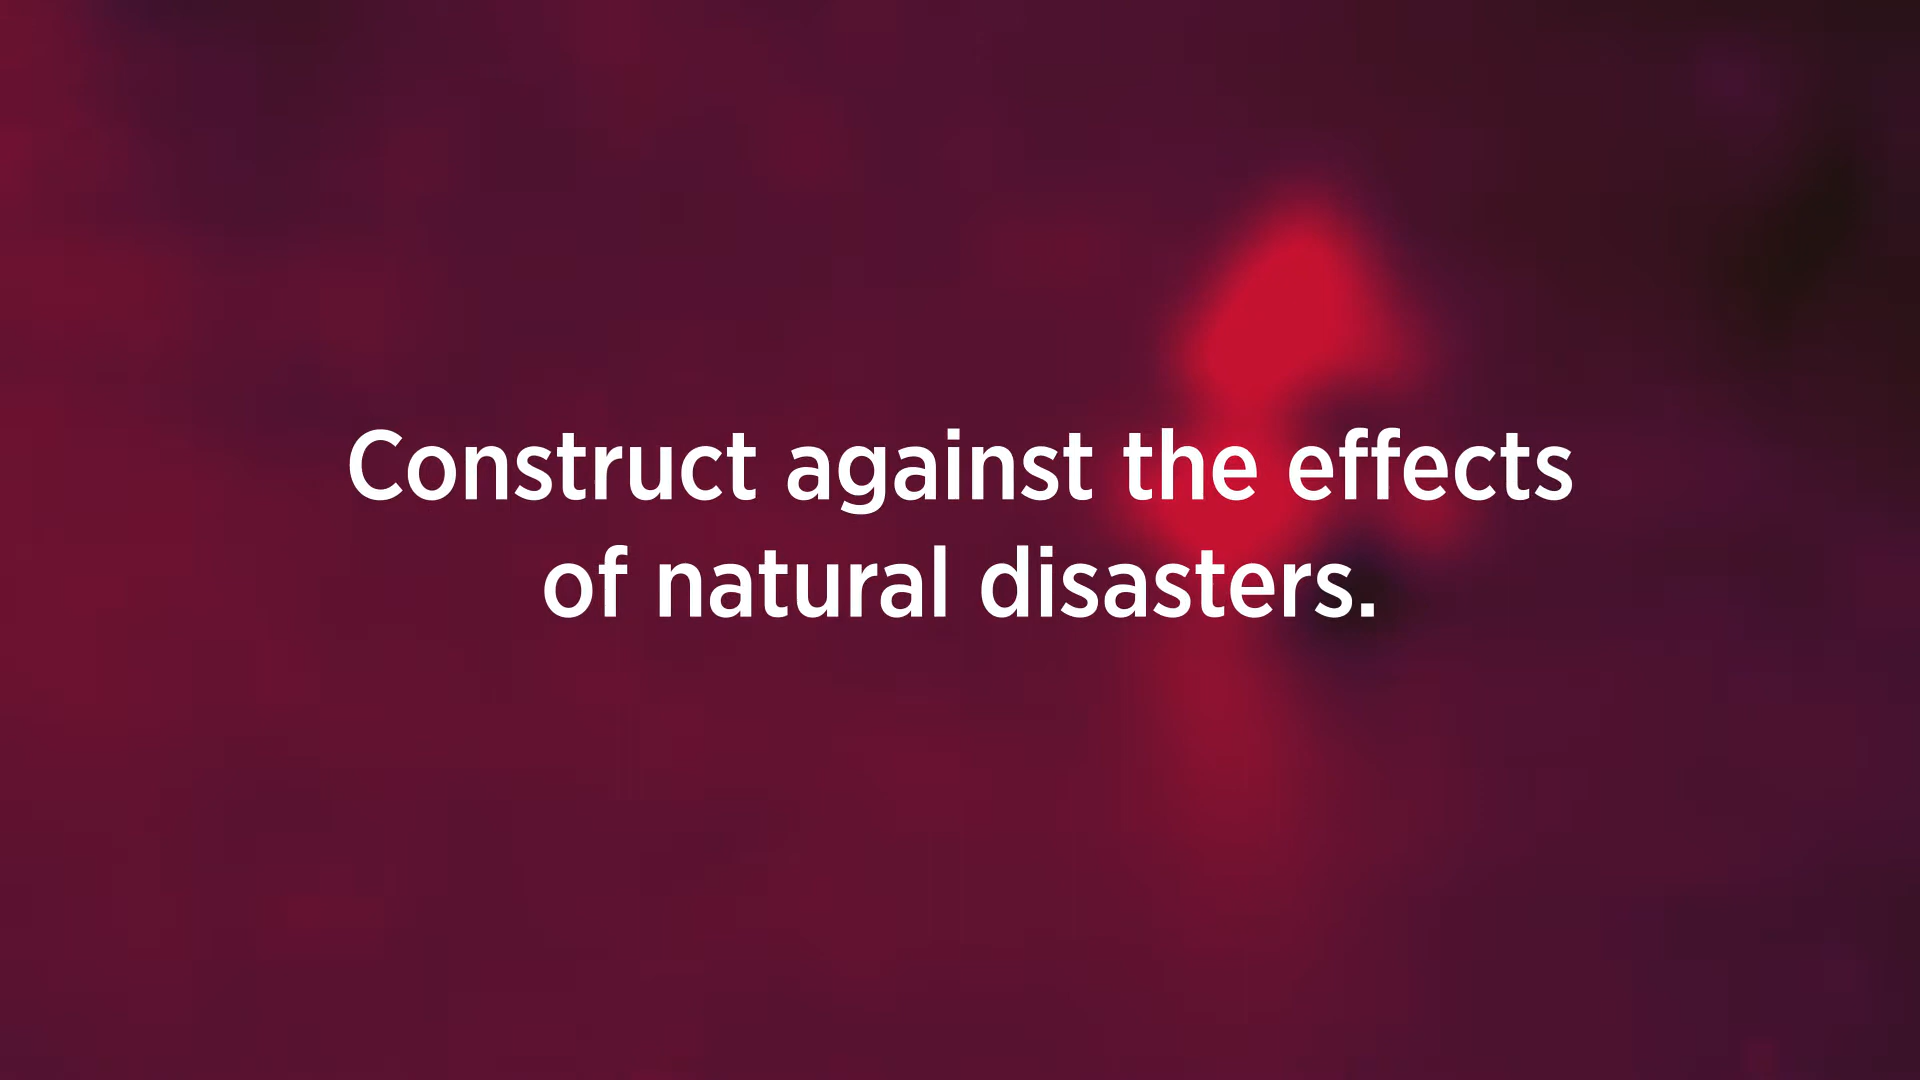 Construct against the effects
of natural disasters.